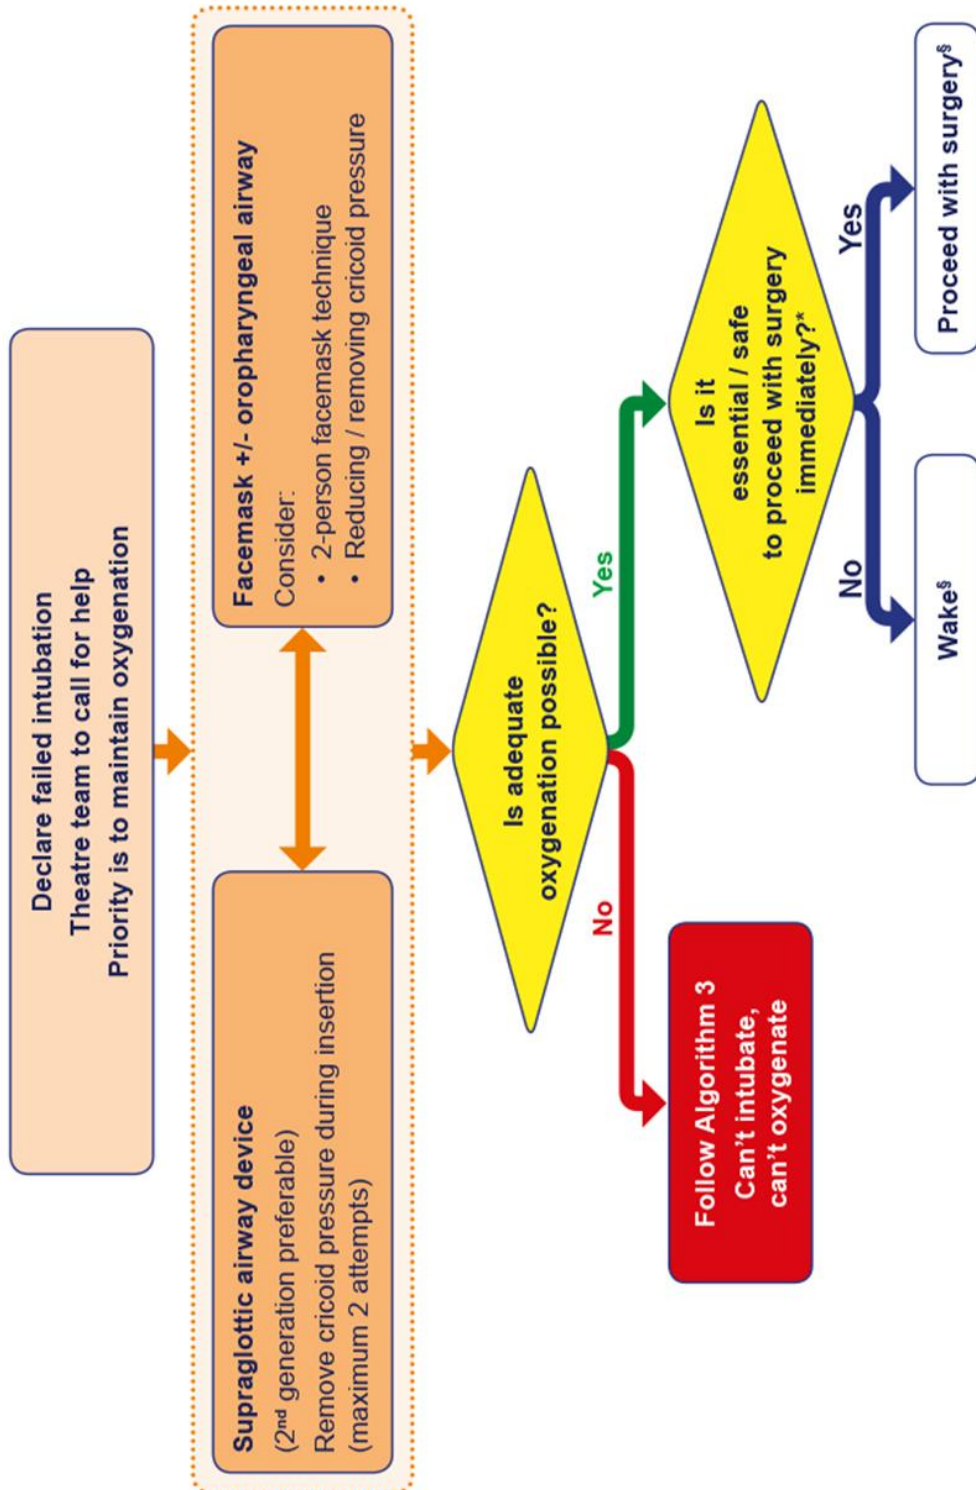 Declare failed intubation
Theatre team to call for help
Priority is to maintain oxygenation
Supraglottic airway device
(2nd generation preferable)
Remove cricoid pressure during insertion
(maximum 2 attempts)
Facemask +/- oropharyngeal airway
Consider:
• 2-person facemask technique
• Reducing / removing cricoid pressure
Is adequate
oxygenation possible?
No
Yes
Follow Algorithm 3
Can’t intubate,
can’t oxygenate
Is it
essential / safe
to proceed with surgery
immediately?*
No
Yes
Wake§
Proceed with surgery§